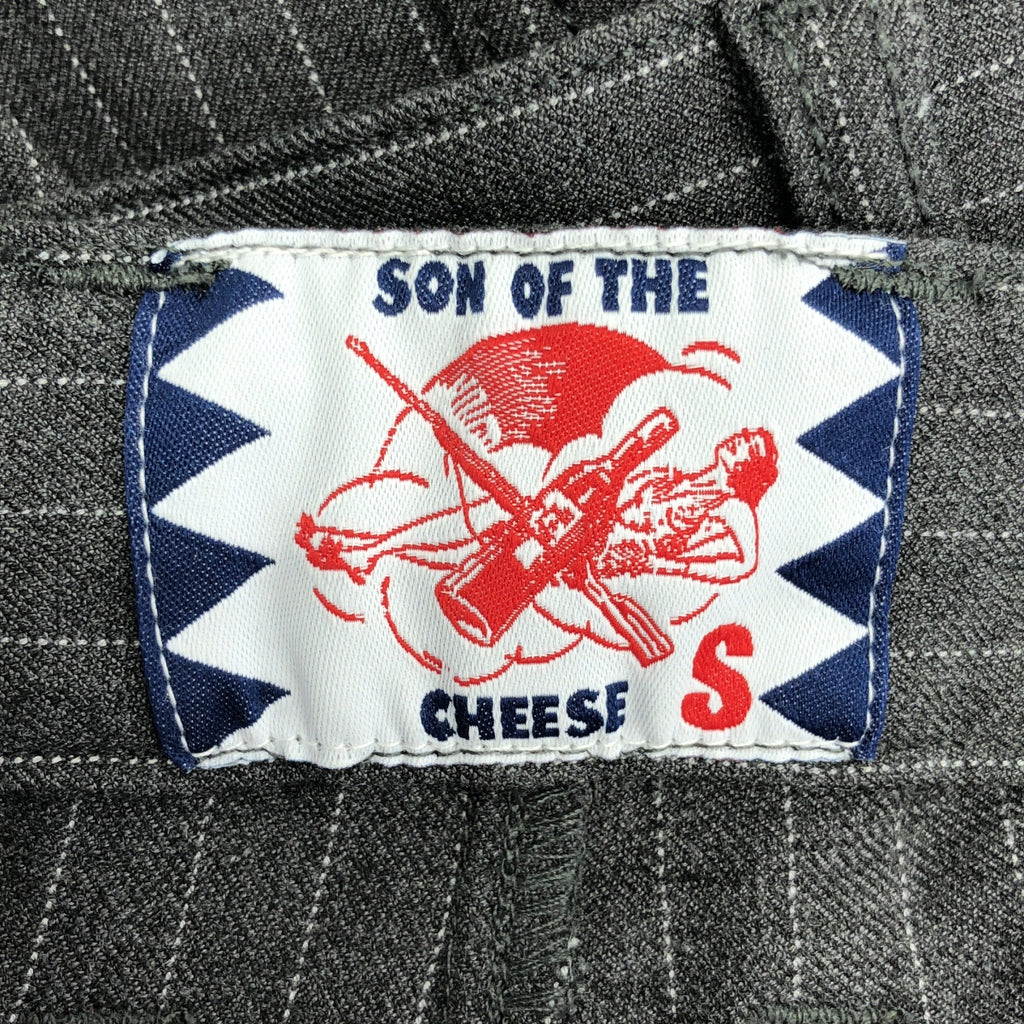 SON OF THE
CHEESE
S